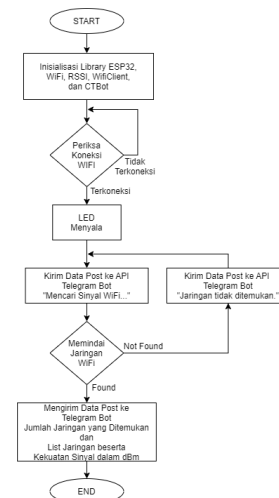 START
Inisialisasi Library ESP32,
WiFi, RSSI, WifiClient,
dan CTBot
Periksa
Koneksi
WIFI
Tidak
Terkoneksi
Terkoneksi
LED
Menyala
Kirim Data Post ke API
Telegram Bot
"Mencari Sinyal WiFi..."
Kirim Data Post ke API
Telegram Bot
"Jaringan tidak ditemukan."
Memindai
Jaringan
WiFi
Not Found
Found
Mengirim Data Post ke
Telegram Bot
Jumlah Jaringan yang Ditemukan
dan
List Jaringan beserta
Kekuatan Sinyal dalam dBm
END